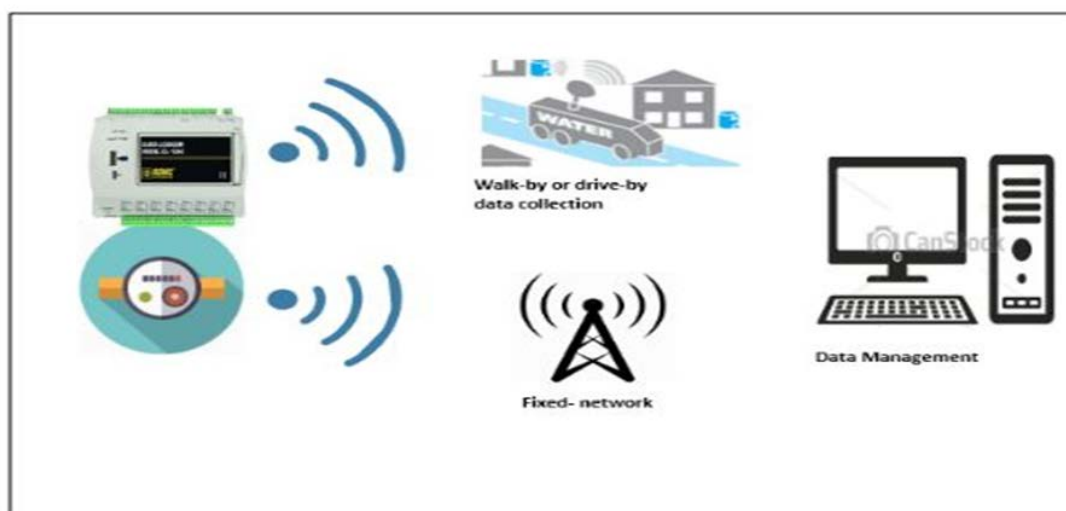 WATER
Walk-by or drive-by
data collection
CanStock
Data Management
Fixed- network